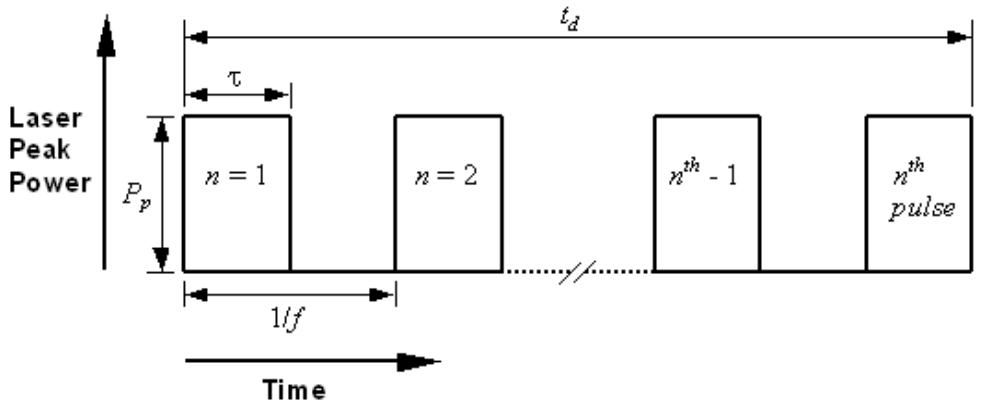 t_d
τ
Laser
Peak
Power
P_p
n = 1
n = 2
n^th - 1
n^th
pulse
1/f
Time